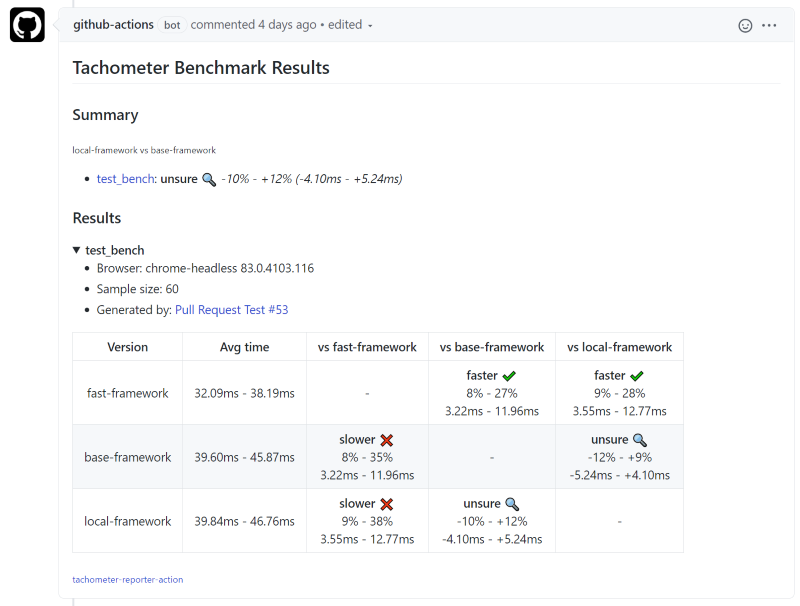 github-actions bot commented 4 days ago • edited
Tachometer Benchmark Results
Summary
local-framework vs base-framework
• test_bench: unsure 🔍 -10% - +12% (-4.10ms - +5.24ms)
Results
▼ test_bench
• Browser: chrome-headless 83.0.4103.116
• Sample size: 60
• Generated by: Pull Request Test #53
Version Avg time vs fast-framework vs base-framework vs local-framework
fast-framework 32.09ms - 38.19ms - faster ✔ 8% - 27% 3.22ms - 11.96ms faster ✔ 9% - 28% 3.55ms - 12.77ms
base-framework 39.60ms - 45.87ms slower ❌ 8% - 35% 3.22ms - 11.96ms - unsure 🔍 -12% - +9% -5.24ms - +4.10ms
local-framework 39.84ms - 46.76ms slower ❌ 9% - 38% 3.55ms - 12.77ms unsure 🔍 -10% - +12% -4.10ms - +5.24ms -
tachometer-reporter-action